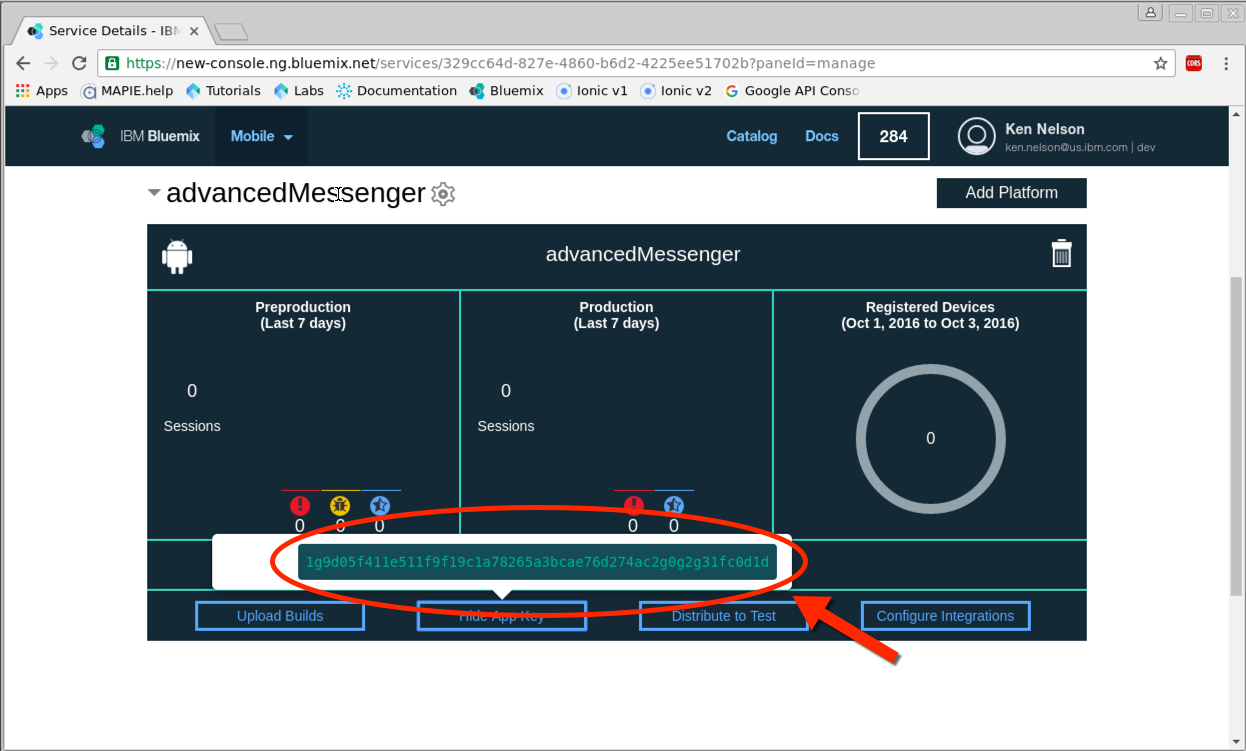 Service Details - IBM
https://new-console.ng.bluemix.net/services/329cc64d-827e-4860-b6d2-4225ee51702b?paneId=manage
CORS
Apps MAPIE.help Tutorials Labs Documentation Bluemix Ionic v1 Ionic v2 Google API Conso
IBM Bluemix Mobile Catalog Docs 284 Ken Nelson
ken.nelson@us.ibm.com | dev
advancedMessenger Add Platform
advancedMessenger
Preproduction
(Last 7 days)
0
Sessions
0 0 0
Production
(Last 7 days)
0
Sessions
0 0
Registered Devices
(Oct 1, 2016 to Oct 3, 2016)
0
1g9d05f411e511f9f19c1a78265a3bcae76d274ac2g0g2g31fc0d1d
Upload Builds Hide App Key Distribute to Test Configure Integrations